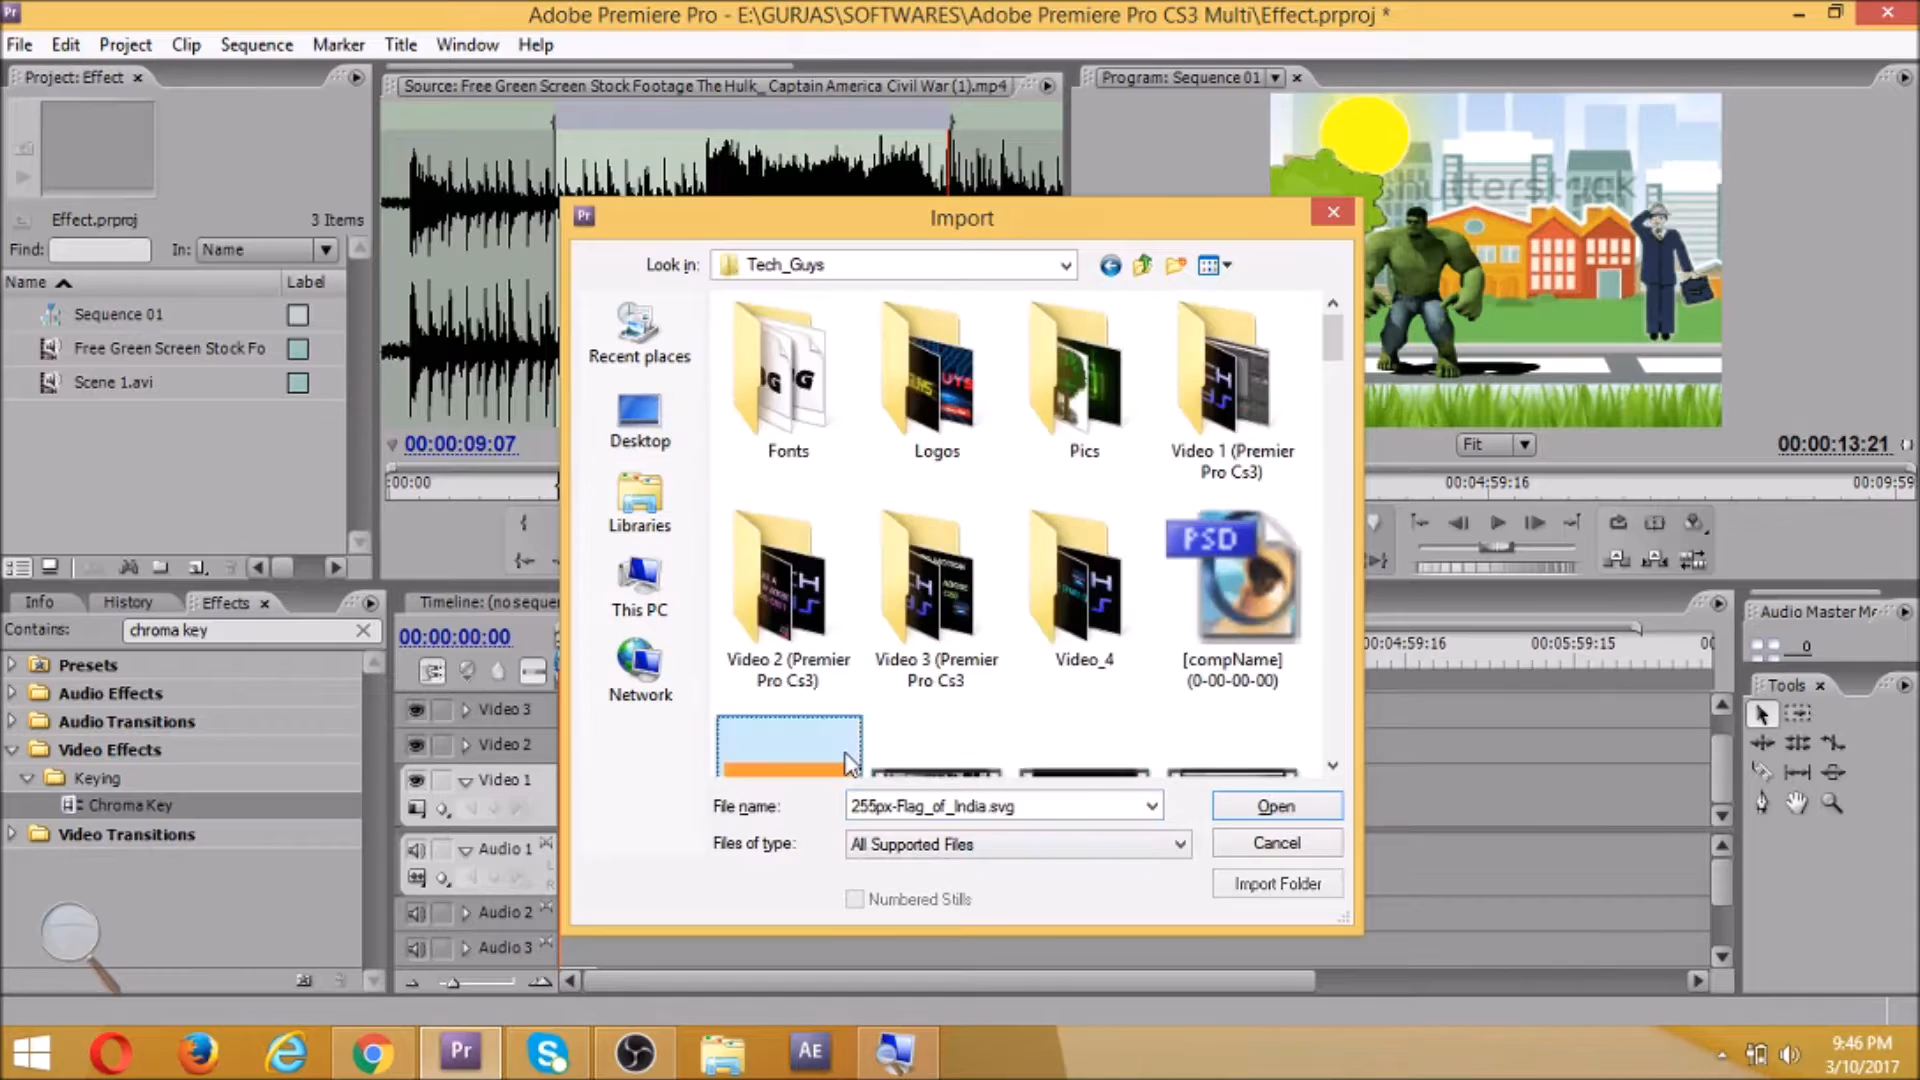 Adobe Premiere Pro - E:\GURJAS\SOFTWARES\Adobe Premiere Pro CS3 Multi\Effect.prproj *
File Edit Project Clip Sequence Marker Title Window Help
Project: Effect
Effect.prproj 3 Items
Find: In: Name
Name Label
Sequence 01
Free Green Screen Stock Fo
Scene 1.avi
Source: Free Green Screen Stock Footage The Hulk_ Captain America Civil War (1).mp4
00:00:09:07
:00:00
Program: Sequence 01
shutterstock
Fit 00:00:13:21
00:04:59:16 00:09:59
Import
Look in: Tech_Guys
Recent places
Desktop
Libraries
This PC
Network
Fonts
Logos
Pics
Video 1 (Premier
Pro Cs3)
Video 2 (Premier
Pro Cs3)
Video 3 (Premier
Pro Cs3
Video_4
PSD
[compName]
(0-00-00-00)
File name: 255px-Flag_of_India.svg Open
Files of type: All Supported Files Cancel
Import Folder
Numbered Stills
Info History Effects
Contains: chroma key
Presets
Audio Effects
Audio Transitions
Video Effects
Keying
Chroma Key
Video Transitions
Timeline: (no seque
00:00:00:00
0:04:59:16 00:05:59:15 00
Video 3
Video 2
Video 1
Audio 1
Audio 2
Audio 3
Audio Master Me
0
Tools
Pr
AE
9:46 PM
3/10/2017